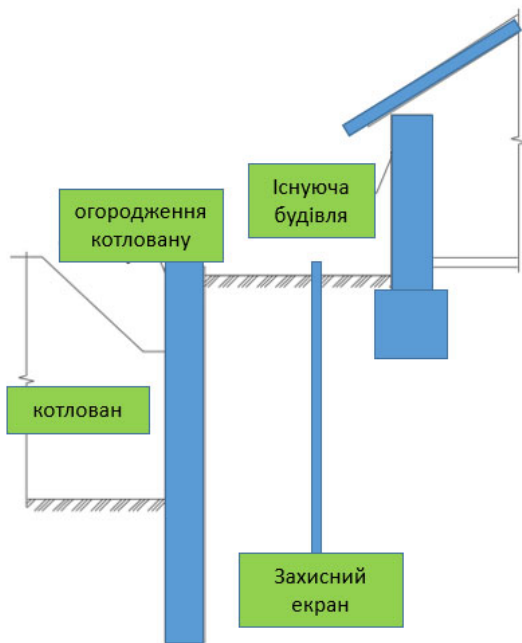 Існуюча
будівля
огородження
котловану
котлован
Захисний
екран